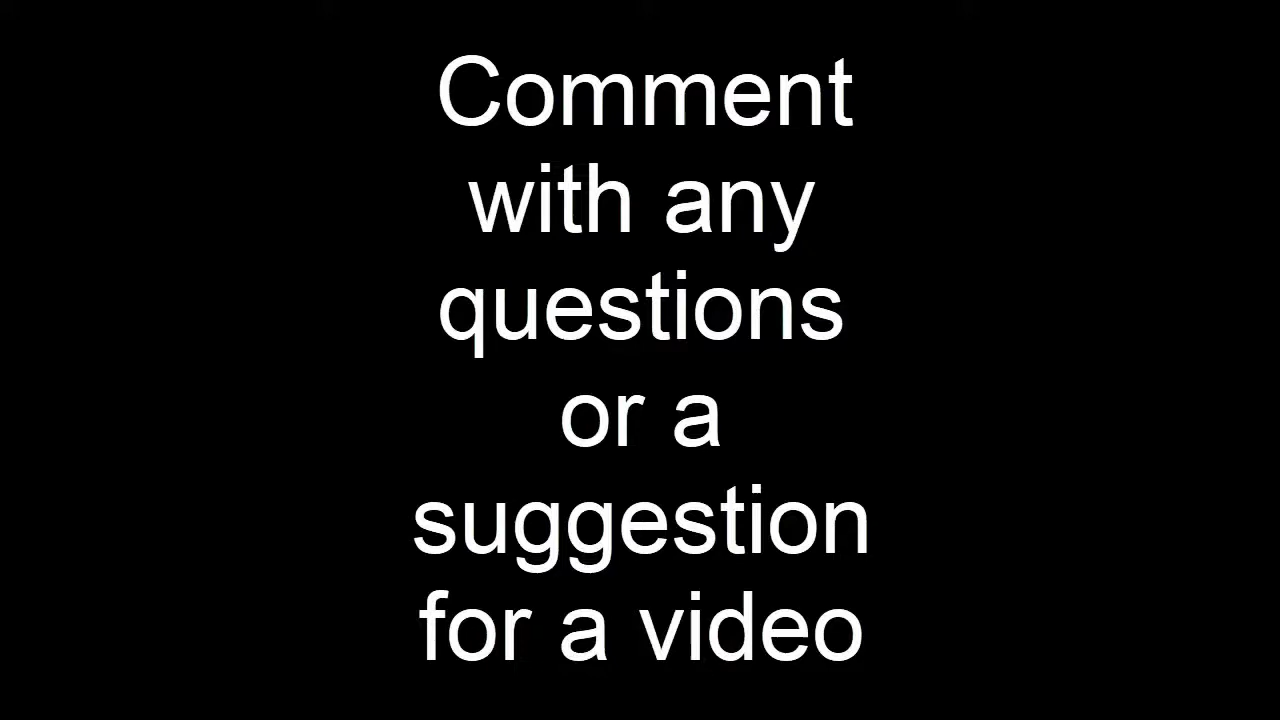 Comment
with any
questions
or a
suggestion
for a video